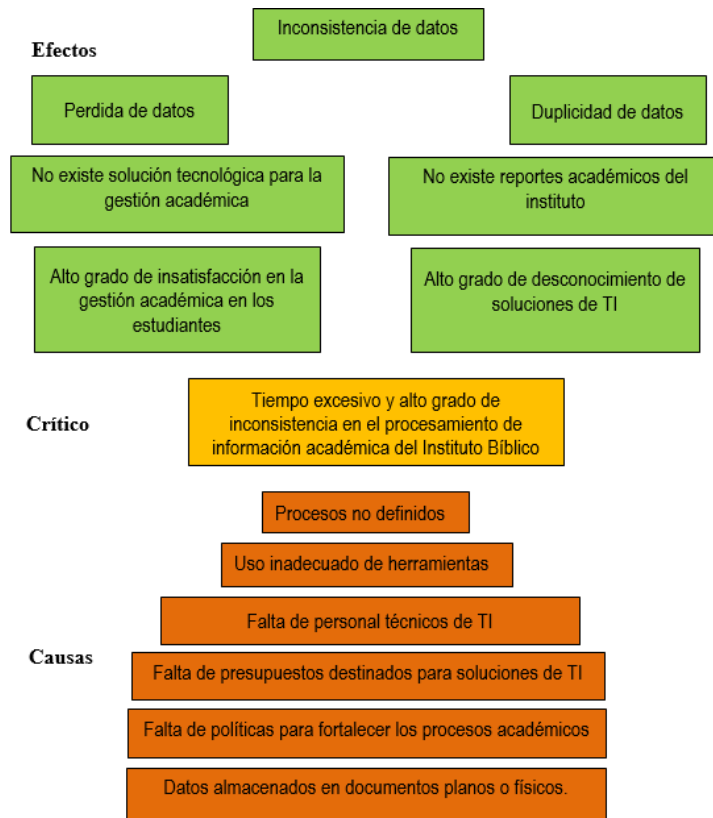 Inconsistencia de datos
Efectos
Perdida de datos
Duplicidad de datos
No existe solución tecnológica para la
gestión académica
No existe reportes académicos del
instituto
Alto grado de insatisfacción en la
gestión académica en los
estudiantes
Alto grado de desconocimiento de
soluciones de TI
Crítico
Tiempo excesivo y alto grado de
inconsistencia en el procesamiento de
información académica del Instituto Bíblico
Procesos no definidos
Uso inadecuado de herramientas
Falta de personal técnicos de TI
Causas
Falta de presupuestos destinados para soluciones de TI
Falta de políticas para fortalecer los procesos académicos
Datos almacenados en documentos planos o físicos.